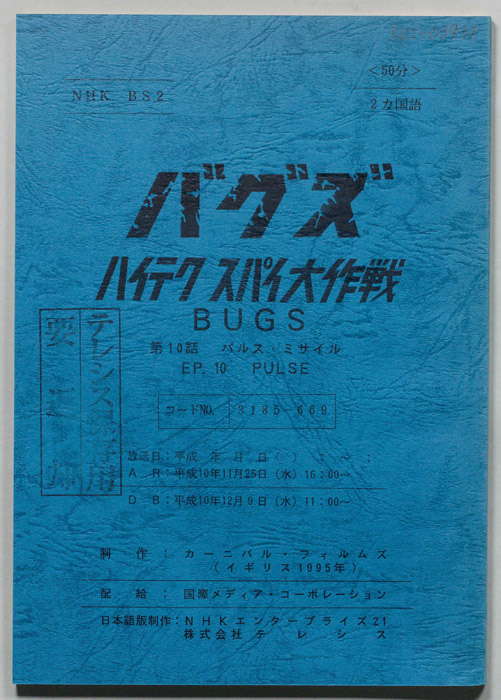 <50分>
NHK BS2
2カ国語
バグズ
ハイテク スパイ大作戦
BUGS
第10話 パルス・ミサイル
EP. 10 PULSE
コードNO. 3185-669
放送日:平成 年 月 日( ) : ~ :
A R:平成10年11月25日(水)16:00~
D B:平成10年12月9日(水)11:00~
テレシス保存用
要 返 却
制作:カーニバル・フィルムズ
(イギリス1995年)
配給:国際メディア・コーポレーション
日本語版制作:NHKエンタープライズ21
株式会社テレシス